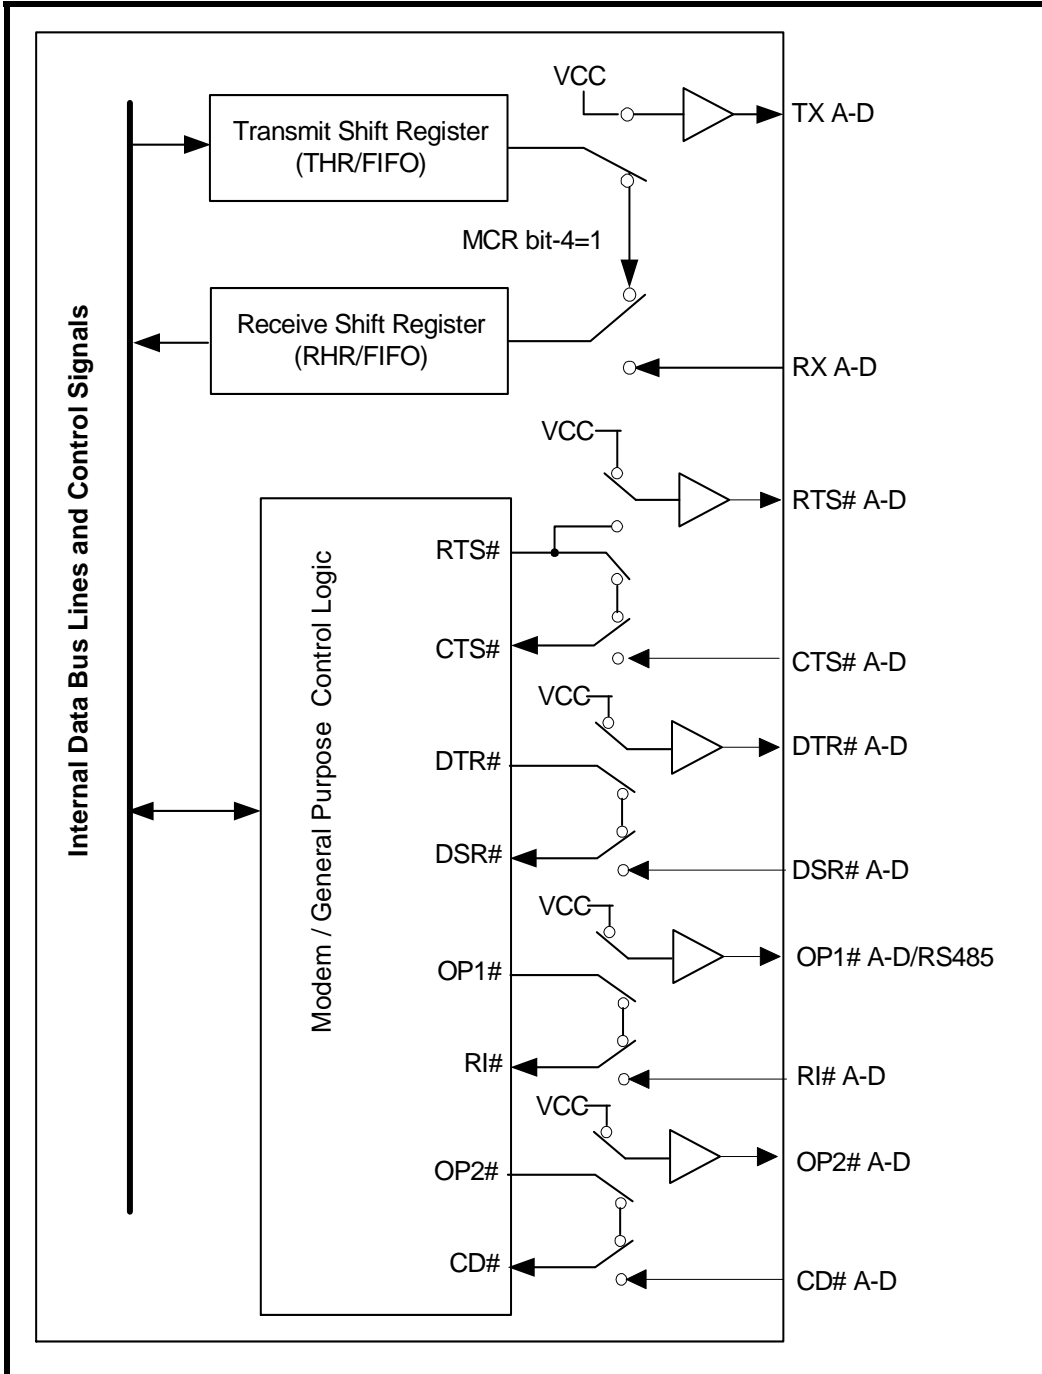 VCC
TX A-D
Transmit Shift Register
(THR/FIFO)
MCR bit-4=1
Receive Shift Register
(RHR/FIFO)
RX A-D
VCC
RTS# A-D
RTS#
CTS#
CTS# A-D
VCC
DTR# A-D
DTR#
DSR#
DSR# A-D
VCC
OP1# A-D/RS485
OP1#
RI#
RI# A-D
VCC
OP2# A-D
OP2#
CD#
CD# A-D
Internal Data Bus Lines and Control Signals
Modem / General Purpose Control Logic